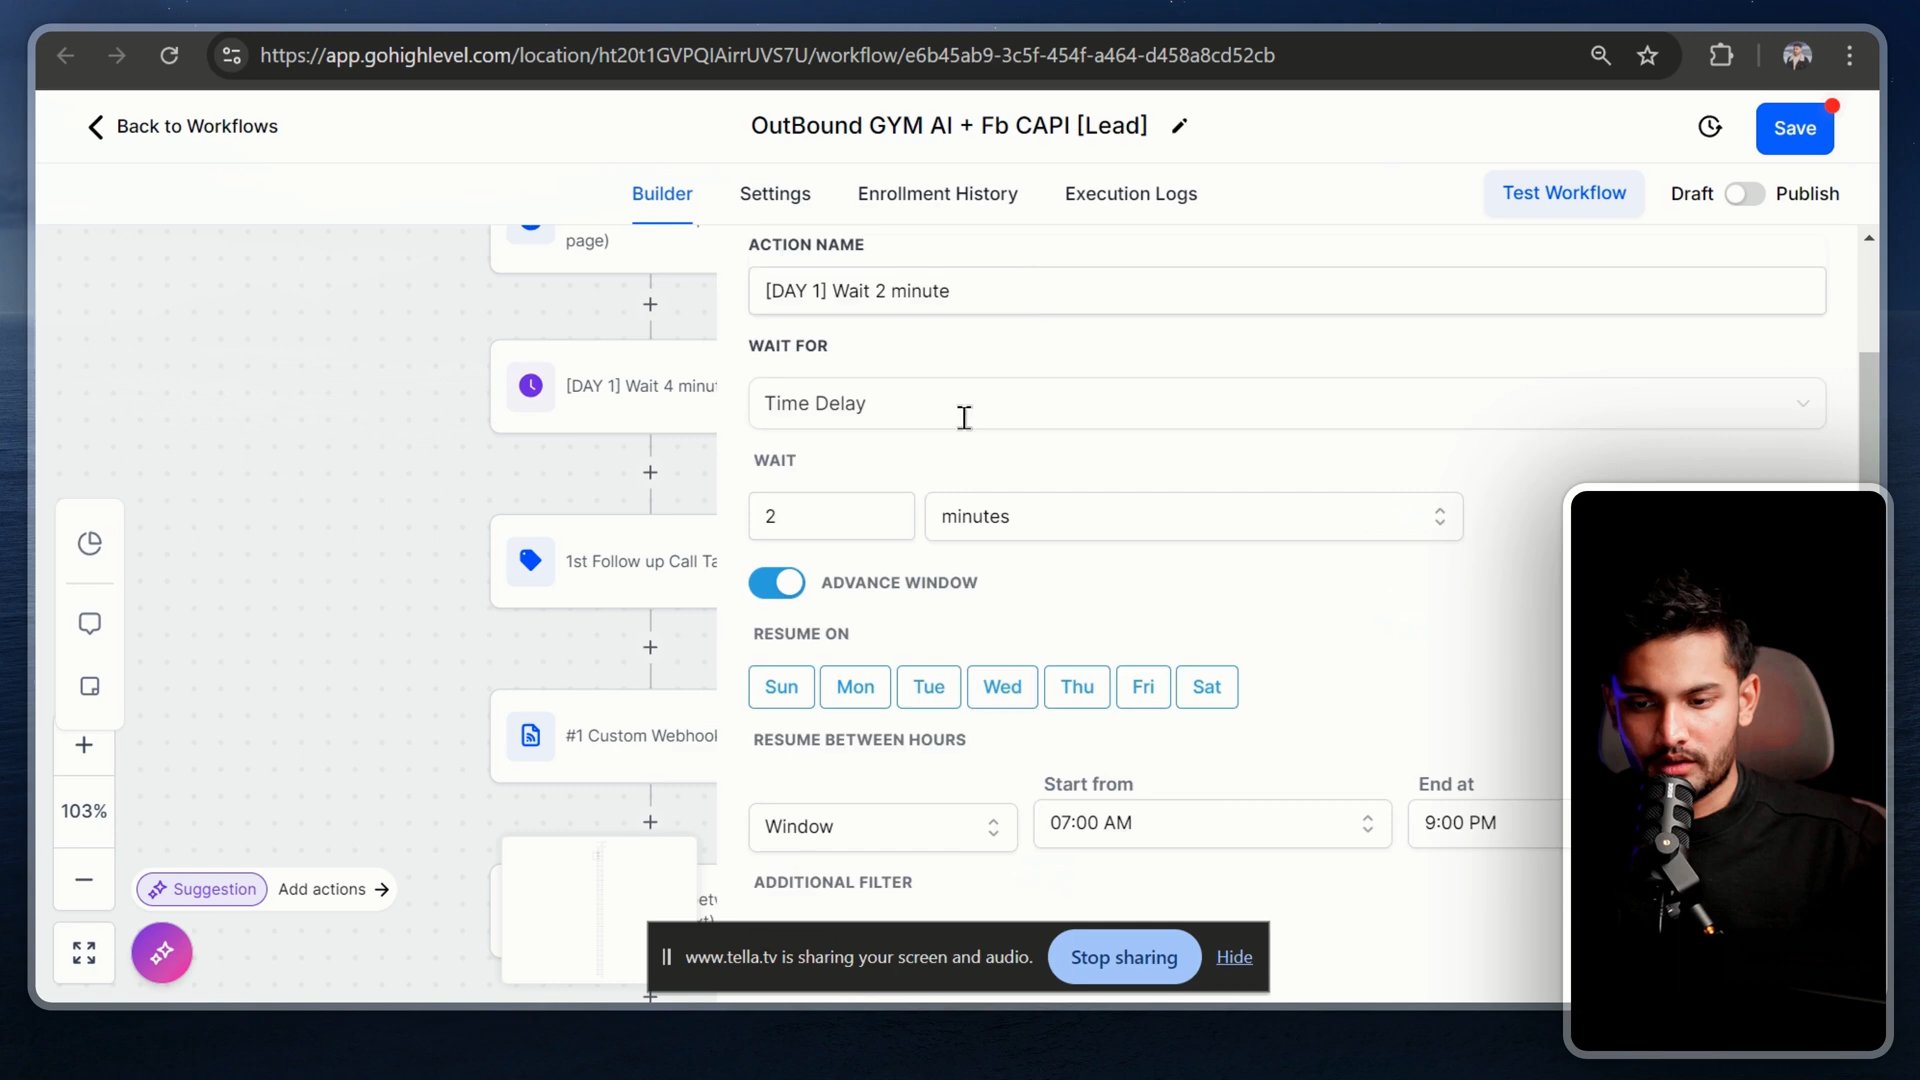 https://app.gohighlevel.com/location/ht20t1GVPQIAirrUVS7U/workflow/e6b45ab9-3c5f-454f-a464-d458a8cd52cb
Back to Workflows
OutBound GYM AI + Fb CAPI [Lead]
Save
Builder
Settings
Enrollment History
Execution Logs
Test Workflow
Draft
Publish
page)
[DAY 1] Wait 4 minut
1st Follow up Call Ta
#1 Custom Webhook
103%
Suggestion
Add actions
ACTION NAME
[DAY 1] Wait 2 minute
WAIT FOR
Time Delay
WAIT
2
minutes
ADVANCE WINDOW
RESUME ON
Sun
Mon
Tue
Wed
Thu
Fri
Sat
RESUME BETWEEN HOURS
Start from
End at
Window
07:00 AM
9:00 PM
ADDITIONAL FILTER
www.tella.tv is sharing your screen and audio.
Stop sharing
Hide